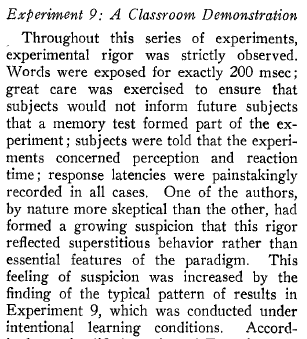 Experiment 9: A Classroom Demonstration
Throughout this series of experiments,
experimental rigor was strictly observed.
Words were exposed for exactly 200 msec;
great care was exercised to ensure that
subjects would not inform future subjects
that a memory test formed part of the ex-
periment; subjects were told that the experi-
ments concerned perception and reaction
time; response latencies were painstakingly
recorded in all cases. One of the authors,
by nature more skeptical than the other, had
formed a growing suspicion that this rigor
reflected superstitious behavior rather than
essential features of the paradigm. This
feeling of suspicion was increased by the
finding of the typical pattern of results in
Experiment 9, which was conducted under
intentional learning conditions. Accord-